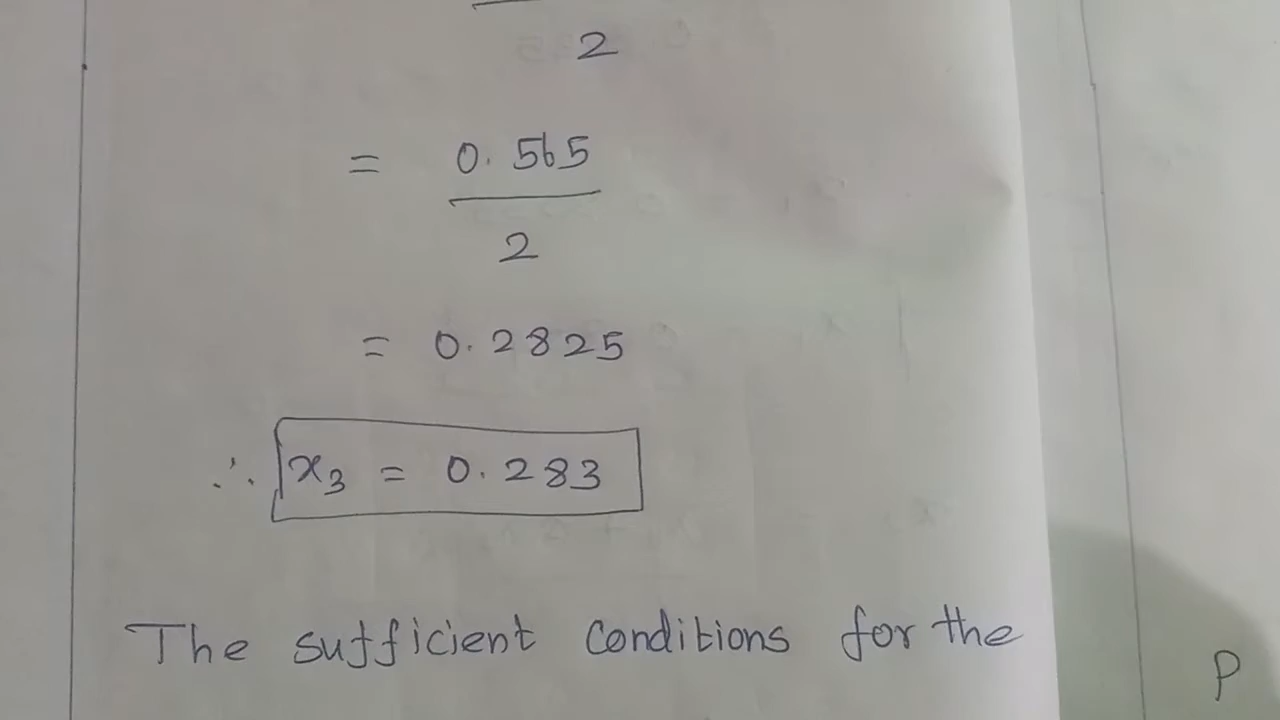 2
= 0.565
2
= 0.2825
∴ x₃ = 0.283
The sufficient conditions for the
P